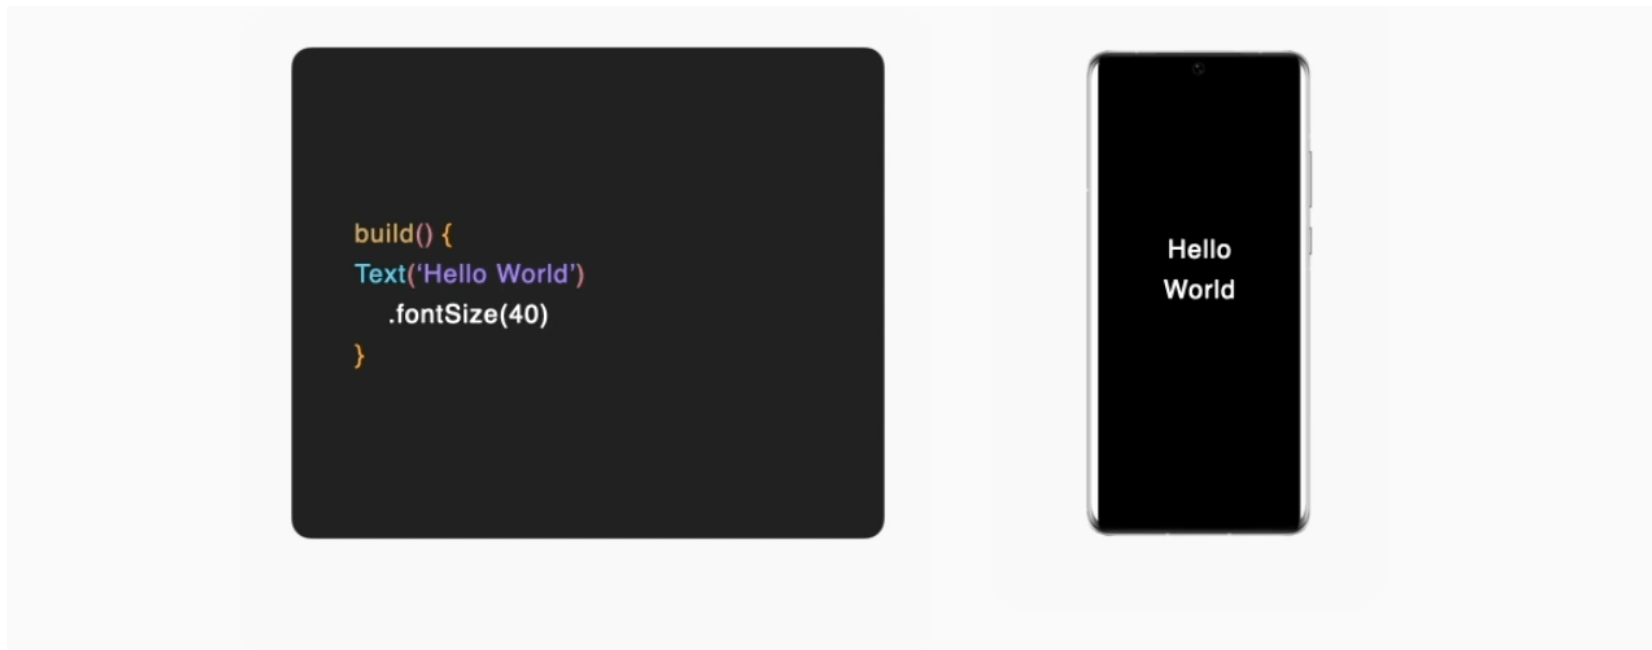 build() {
Text(‘Hello World’)
.fontSize(40)
}
Hello
World